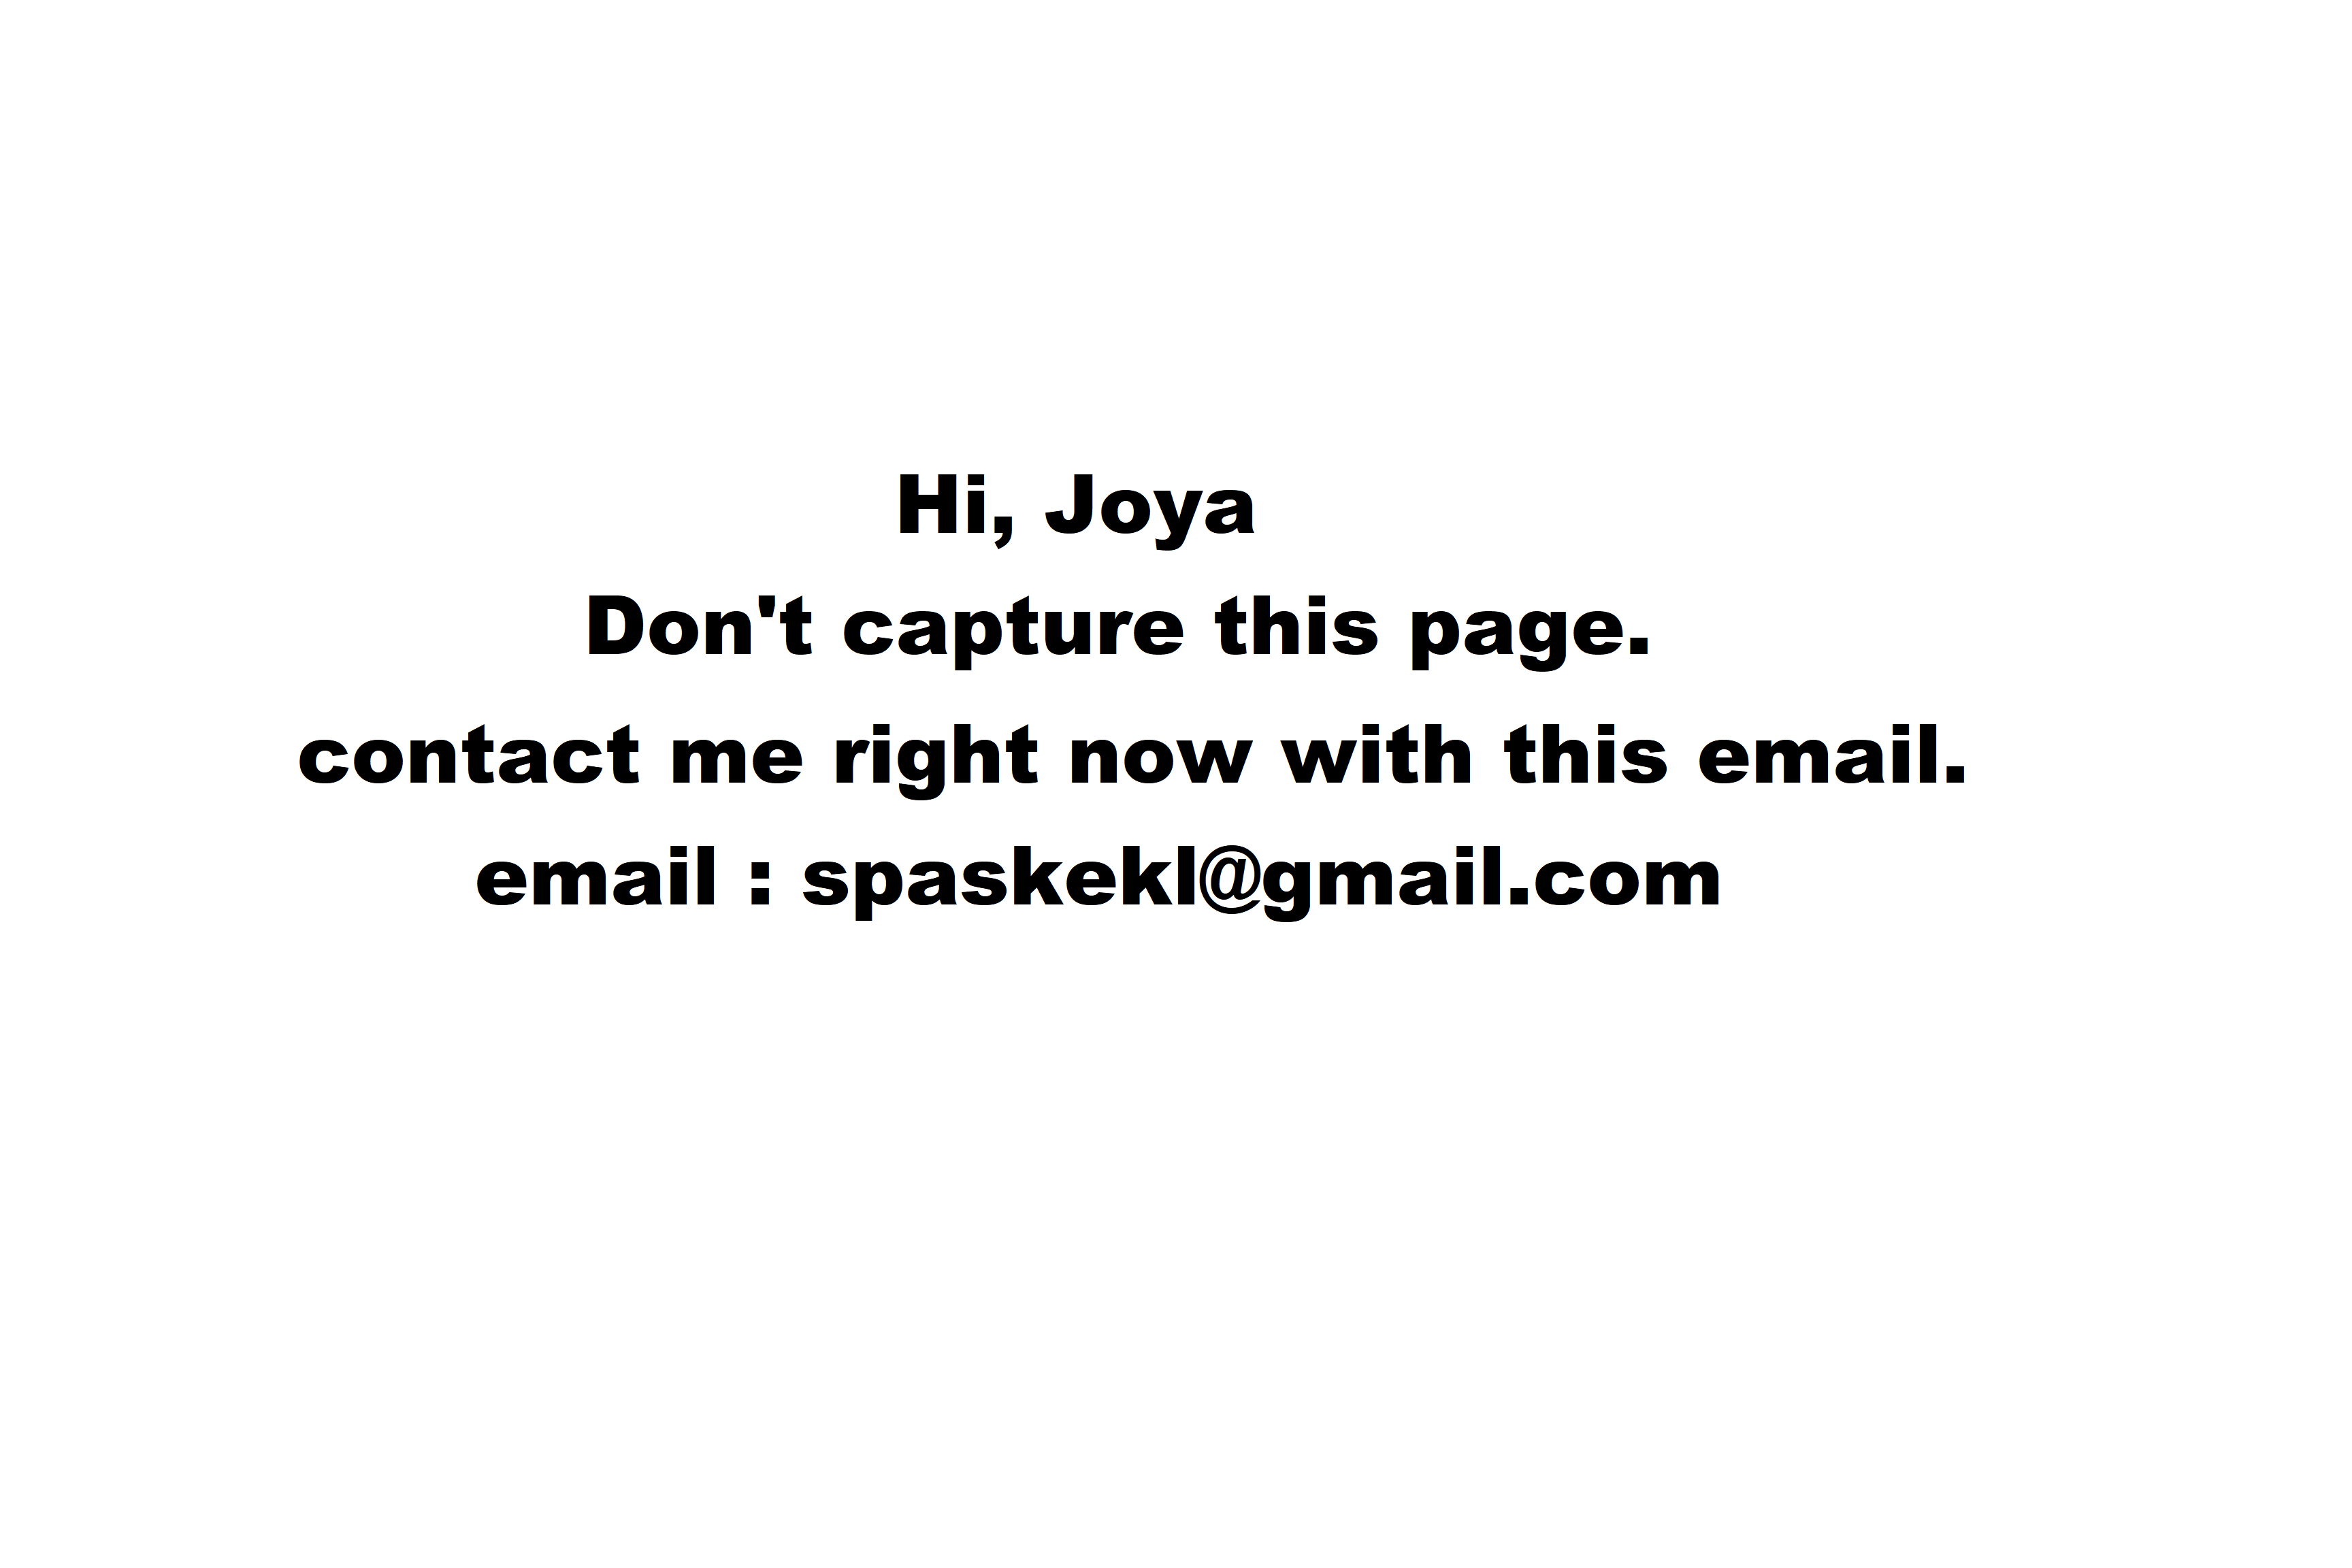 Hi, Joya
Don't capture this page.
contact me right now with this email.
email : spaskekl@gmail.com